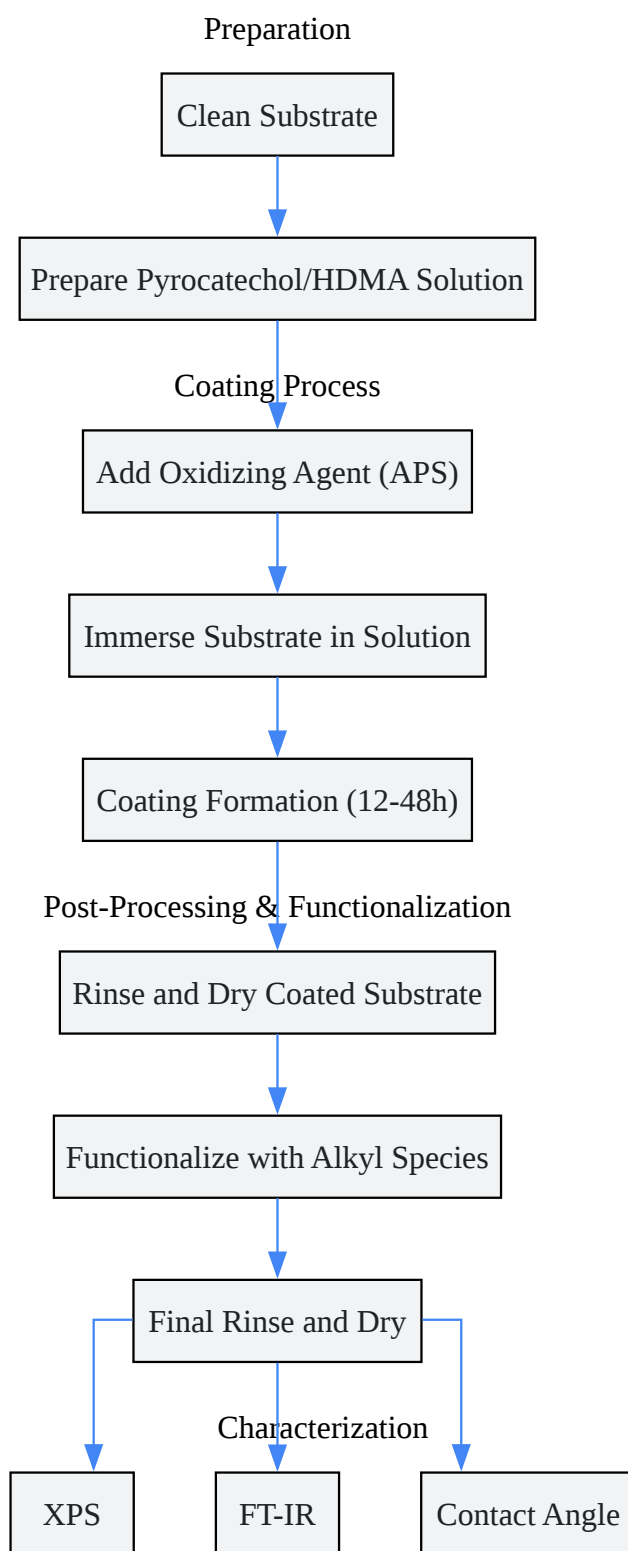 Preparation
Clean Substrate
Prepare Pyrocatechol/HDMA Solution
Coating Process
Add Oxidizing Agent (APS)
Immerse Substrate in Solution
Coating Formation (12-48h)
Post-Processing & Functionalization
Rinse and Dry Coated Substrate
Functionalize with Alkyl Species
Final Rinse and Dry
Characterization
XPS
FT-IR
Contact Angle